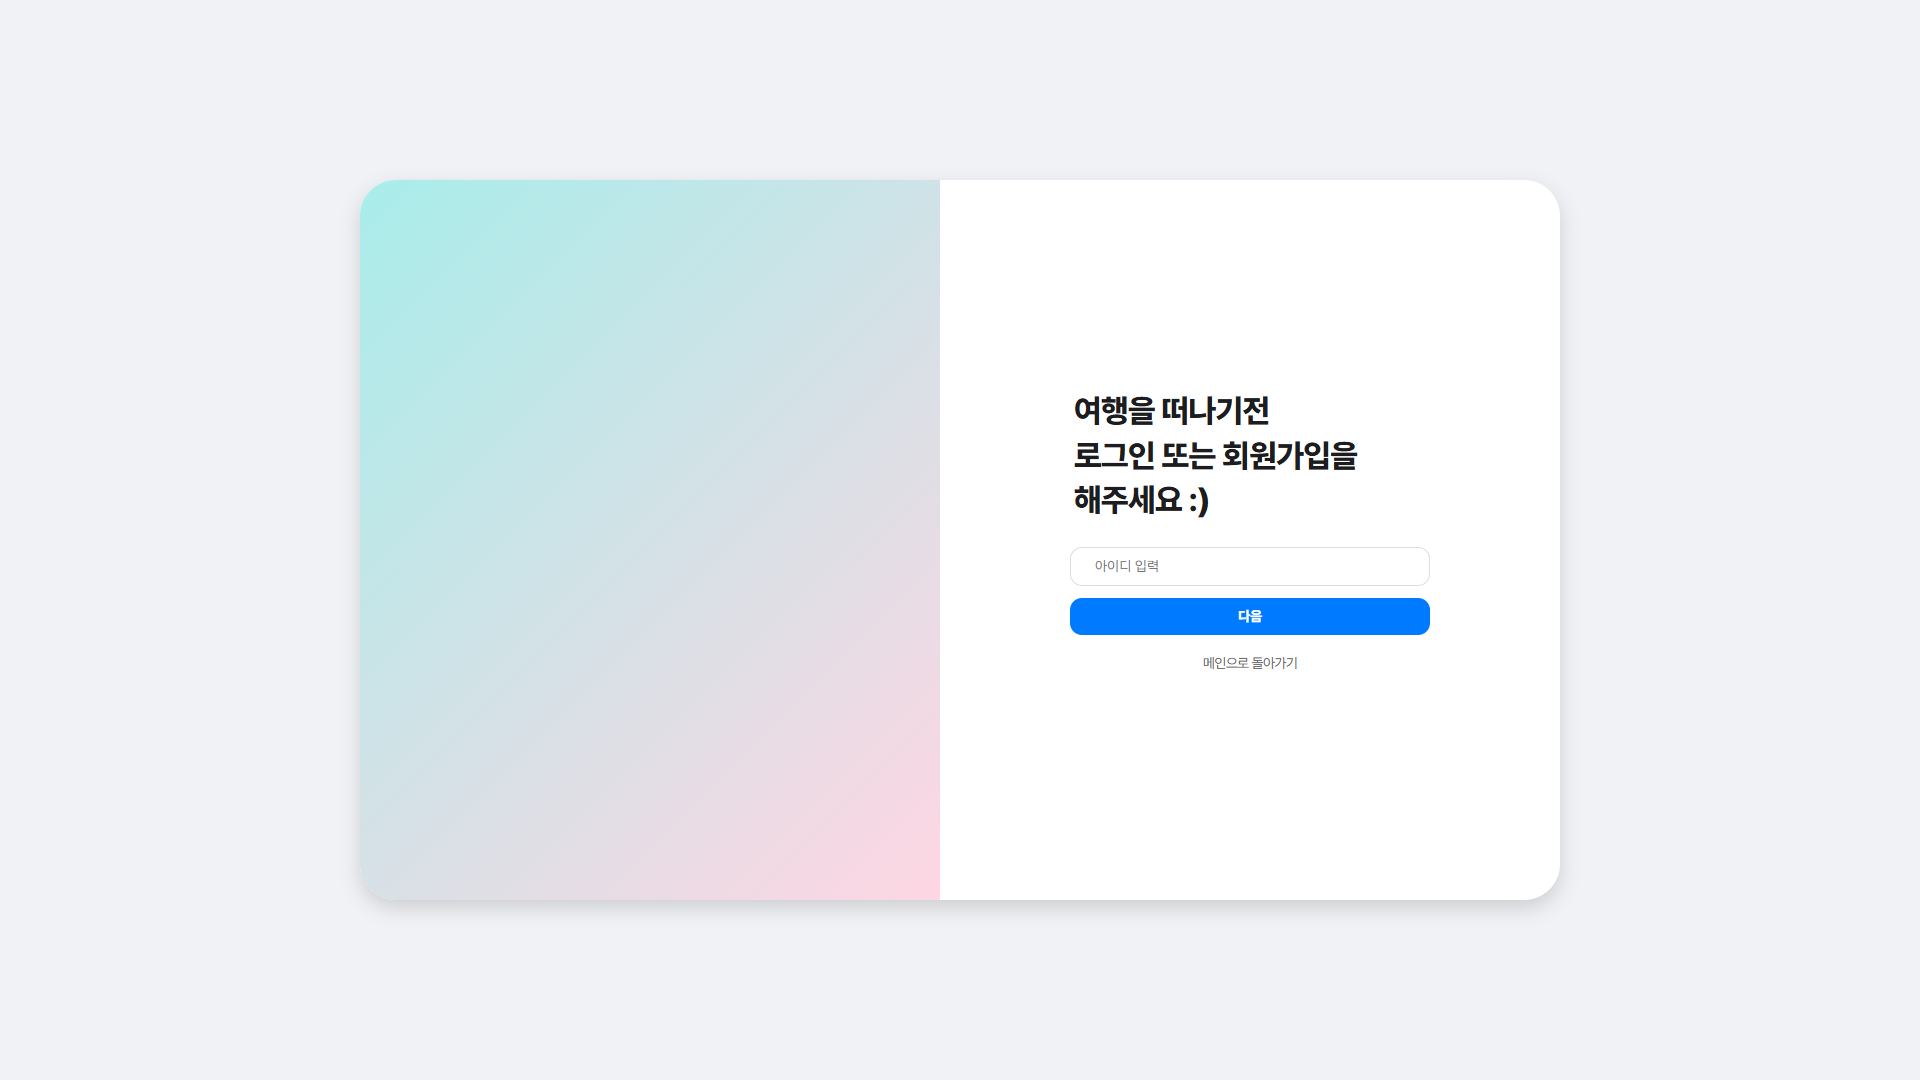 여행을 떠나기전
로그인 또는 회원가입을
해주세요 :)
아이디 입력
다음
메인으로 돌아가기